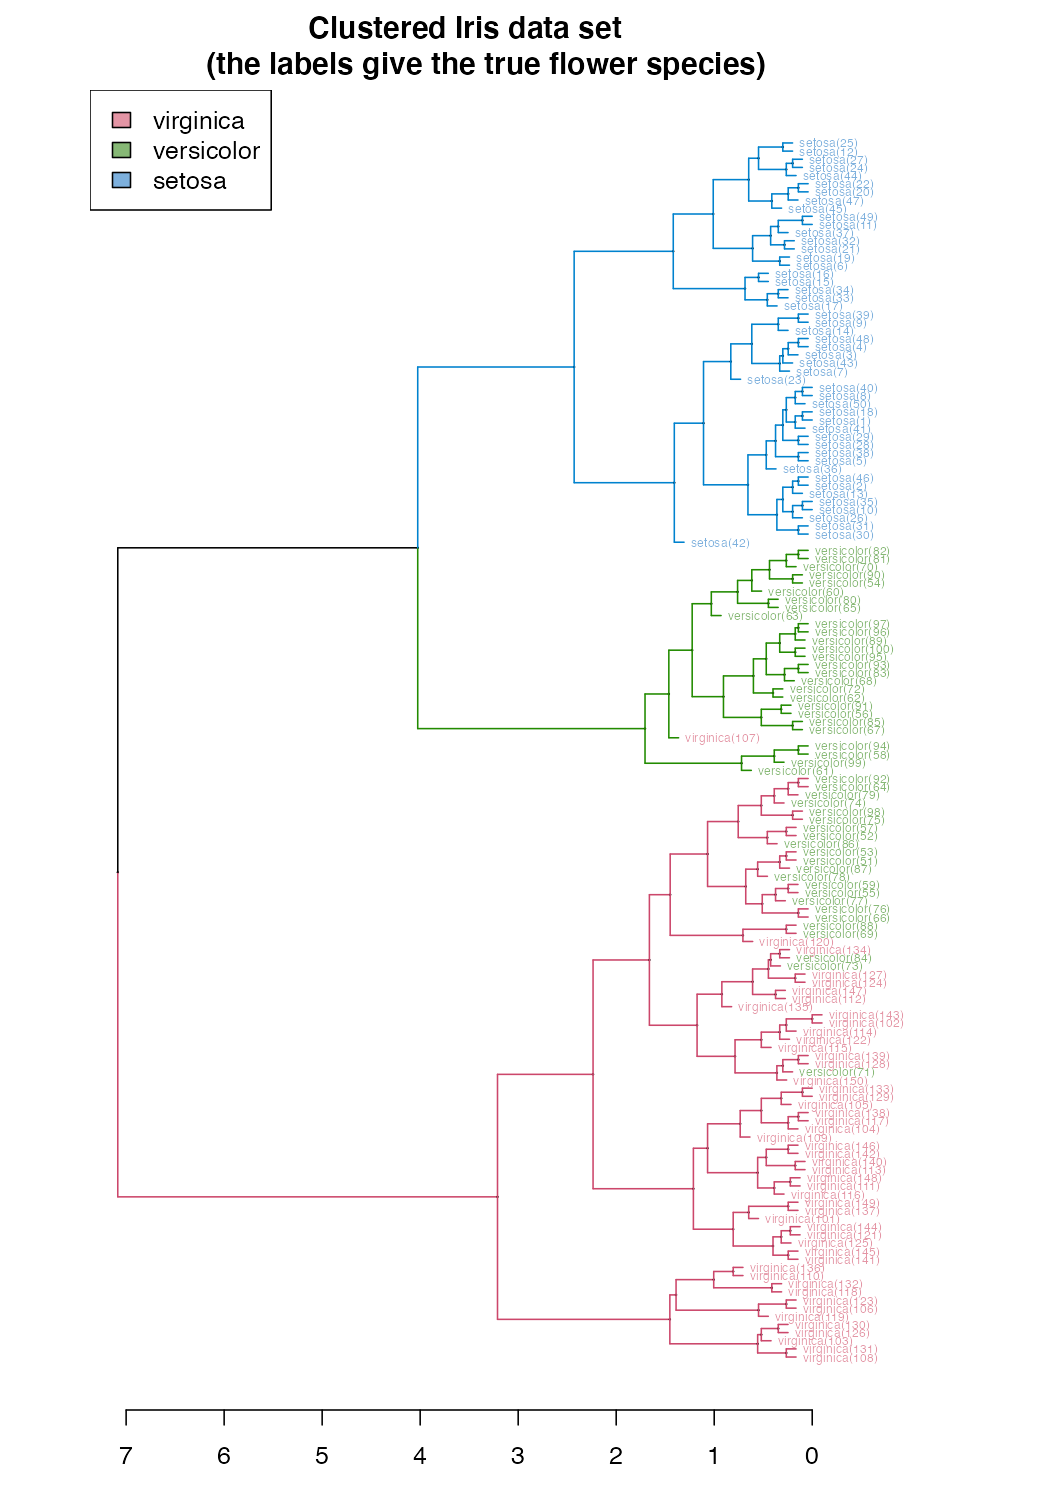 Clustered Iris data set
(the labels give the true flower species)
virginica
versicolor
setosa
setosa(25)
setosa(12)
setosa(27)
setosa(24)
setosa(44)
setosa(22)
setosa(20)
setosa(47)
setosa(45)
setosa(49)
setosa(11)
setosa(37)
setosa(32)
setosa(21)
setosa(19)
setosa(6)
setosa(16)
setosa(15)
setosa(34)
setosa(33)
setosa(17)
setosa(39)
setosa(9)
setosa(14)
setosa(48)
setosa(4)
setosa(3)
setosa(43)
setosa(7)
setosa(23)
setosa(40)
setosa(8)
setosa(50)
setosa(18)
setosa(1)
setosa(41)
setosa(29)
setosa(28)
setosa(38)
setosa(5)
setosa(36)
setosa(46)
setosa(2)
setosa(13)
setosa(35)
setosa(10)
setosa(26)
setosa(31)
setosa(30)
setosa(42)
versicolor(82)
versicolor(81)
versicolor(70)
versicolor(90)
versicolor(54)
versicolor(60)
versicolor(80)
versicolor(65)
versicolor(63)
versicolor(97)
versicolor(96)
versicolor(89)
versicolor(100)
versicolor(95)
versicolor(93)
versicolor(83)
versicolor(68)
versicolor(72)
versicolor(62)
versicolor(91)
versicolor(56)
versicolor(85)
versicolor(67)
virginica(107)
versicolor(94)
versicolor(58)
versicolor(99)
versicolor(61)
versicolor(92)
versicolor(64)
versicolor(79)
versicolor(74)
versicolor(98)
versicolor(75)
versicolor(57)
versicolor(52)
versicolor(86)
versicolor(53)
versicolor(51)
versicolor(87)
versicolor(78)
versicolor(59)
versicolor(55)
versicolor(77)
versicolor(76)
versicolor(66)
versicolor(88)
versicolor(69)
virginica(120)
virginica(134)
versicolor(84)
versicolor(73)
virginica(127)
virginica(124)
virginica(147)
virginica(112)
virginica(135)
virginica(143)
virginica(102)
virginica(114)
virginica(122)
virginica(115)
virginica(139)
virginica(128)
versicolor(71)
virginica(150)
virginica(133)
virginica(129)
virginica(105)
virginica(138)
virginica(117)
virginica(104)
virginica(109)
virginica(146)
virginica(142)
virginica(140)
virginica(113)
virginica(148)
virginica(111)
virginica(116)
virginica(149)
virginica(137)
virginica(101)
virginica(144)
virginica(121)
virginica(125)
virginica(145)
virginica(141)
virginica(136)
virginica(110)
virginica(132)
virginica(118)
virginica(123)
virginica(106)
virginica(119)
virginica(130)
virginica(126)
virginica(103)
virginica(131)
virginica(108)
7 6 5 4 3 2 1 0